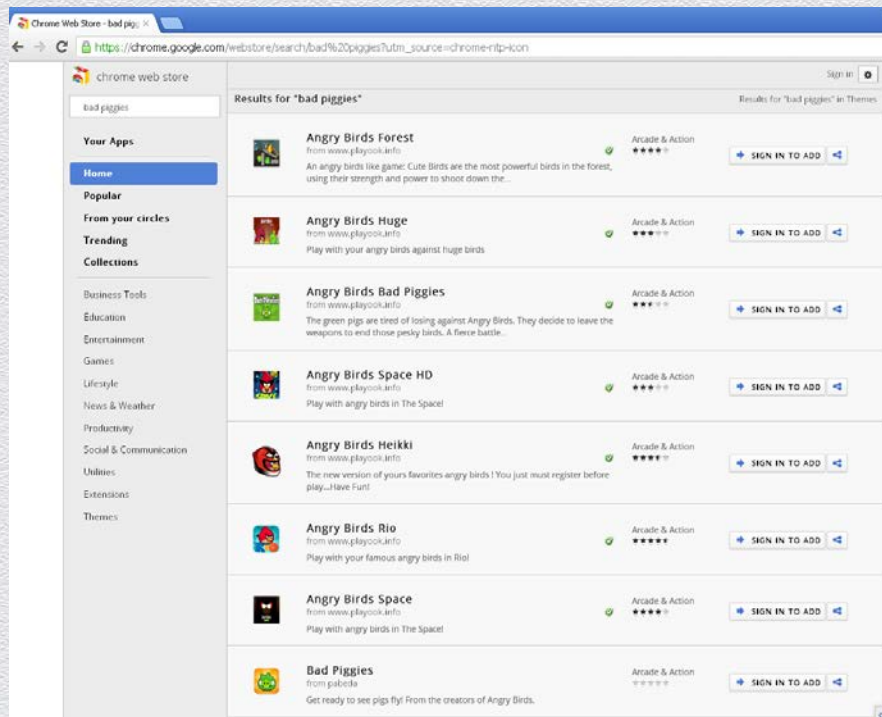 Chrome Web Store - bad pigg
https://chrome.google.com/webstore/search/bad%20piggies?utm_source=chrome-ntp-icon
chrome web store
Sign in
bad piggies
Results for "bad piggies"
Results for "bad piggies" in Themes
Your Apps
Home
Popular
From your circles
Trending
Collections
Business Tools
Education
Entertainment
Games
Lifestyle
News & Weather
Productivity
Social & Communication
Utilities
Extensions
Themes
Angry Birds Forest
from www.playook.info
An angry birds like game: Cute Birds are the most powerful birds in the forest,
using their strength and power to shoot down the...
Arcade & Action
SIGN IN TO ADD
Angry Birds Huge
from www.playook.info
Play with your angry birds against huge birds
Arcade & Action
SIGN IN TO ADD
Angry Birds Bad Piggies
from www.playook.info
The green pigs are tired of losing against Angry Birds. They decide to leave the
weapons to end those pesky birds. A fierce battle...
Arcade & Action
SIGN IN TO ADD
Angry Birds Space HD
from www.playook.info
Play with angry birds in The Space!
Arcade & Action
SIGN IN TO ADD
Angry Birds Heikki
from www.playook.info
The new version of yours favorites angry birds ! You just must register before
play...Have Fun!
Arcade & Action
SIGN IN TO ADD
Angry Birds Rio
from www.playook.info
Play with your famous angry birds in Rio!
Arcade & Action
SIGN IN TO ADD
Angry Birds Space
from www.playook.info
Play with angry birds in The Space!
Arcade & Action
SIGN IN TO ADD
Bad Piggies
from pabeda
Get ready to see pigs fly! From the creators of Angry Birds.
Arcade & Action
SIGN IN TO ADD